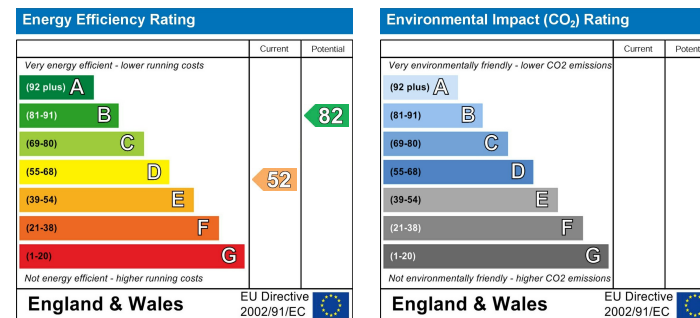 Energy Efficiency Rating
Current Potential
Very energy efficient - lower running costs
(92 plus) A
(81-91) B
82
(69-80) C
(55-68) D
52
(39-54) E
(21-38) F
(1-20) G
Not energy efficient - higher running costs
England & Wales
EU Directive
2002/91/EC
Environmental Impact (CO₂) Rating
Current Potent
Very environmentally friendly - lower CO2 emissions
(92 plus) A
(81-91) B
(69-80) C
(55-68) D
(39-54) E
(21-38) F
(1-20) G
Not environmentally friendly - higher CO2 emissions
England & Wales
EU Directive
2002/91/EC